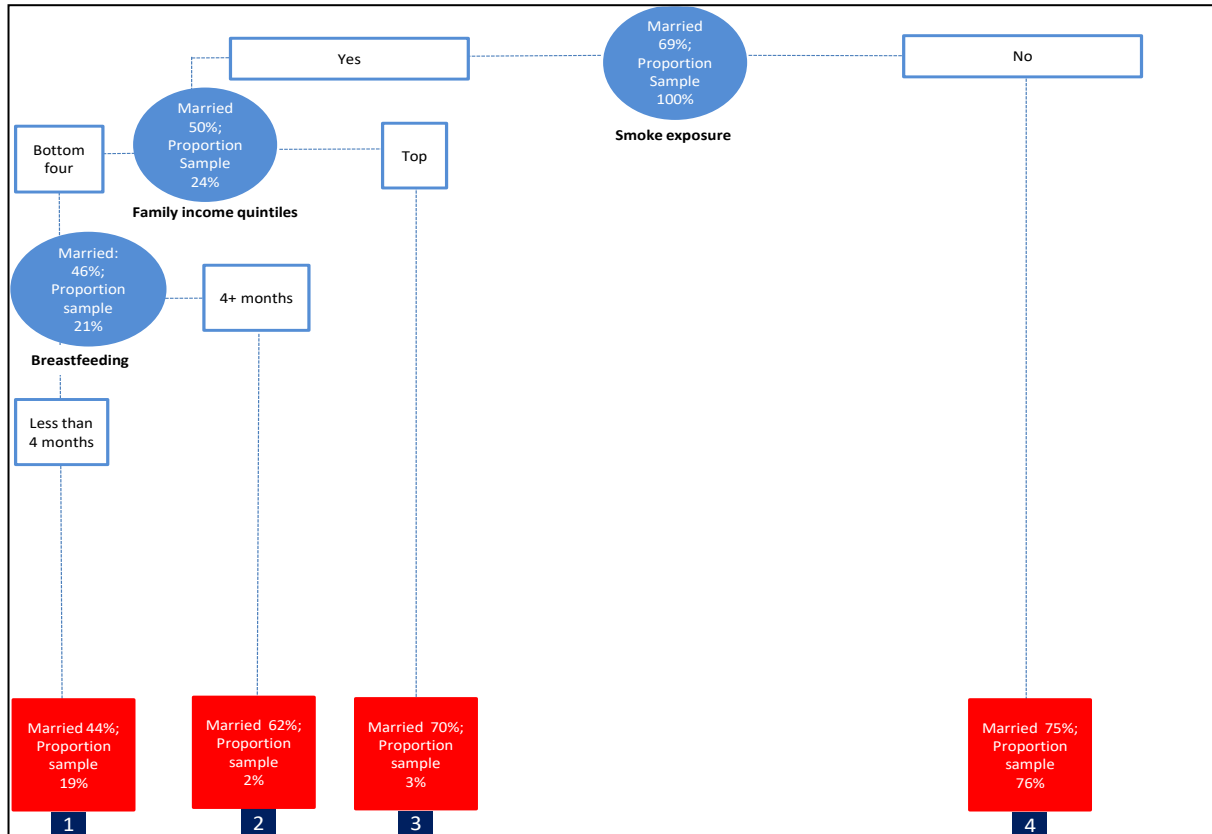 Married
69%;
Proportion
Sample
100%
Smoke exposure
Yes
No
Married
50%;
Proportion
Sample
24%
Family income quintiles
Bottom
four
Top
Married:
46%;
Proportion
sample
21%
Breastfeeding
4+ months
Less than
4 months
Married 44%;
Proportion
sample
19%
1
Married 62%;
Proportion
sample
2%
2
Married 70%;
Proportion
sample
3%
3
Married 75%;
Proportion
sample
76%
4